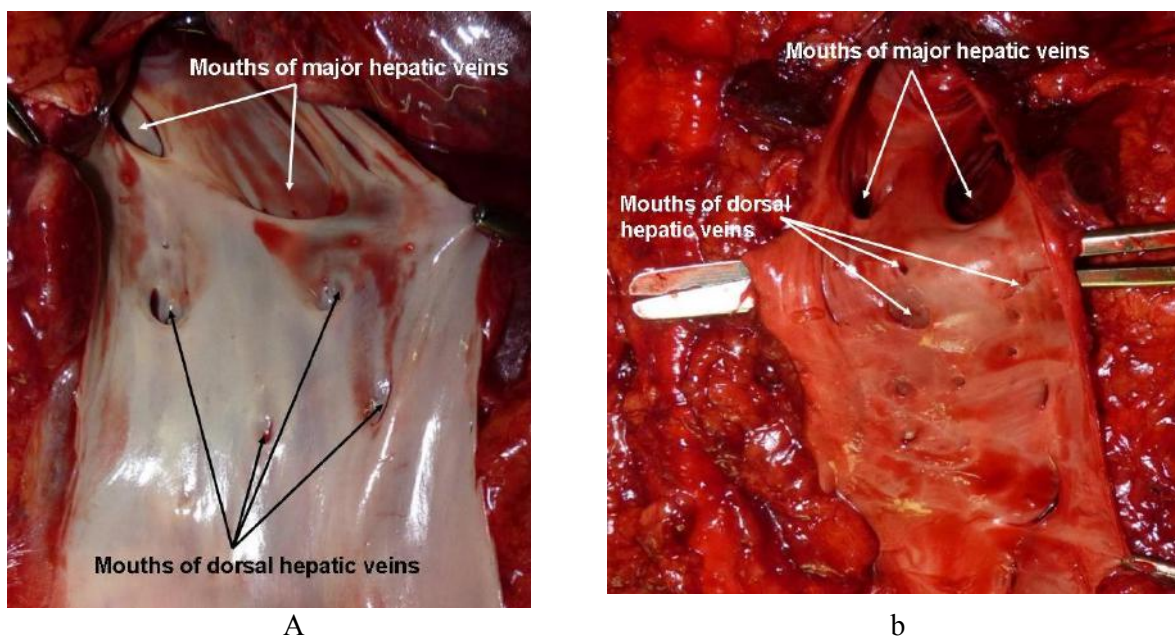 Mouths of major hepatic veins
Mouths of dorsal hepatic veins
A
Mouths of major hepatic veins
Mouths of dorsal
hepatic veins
b